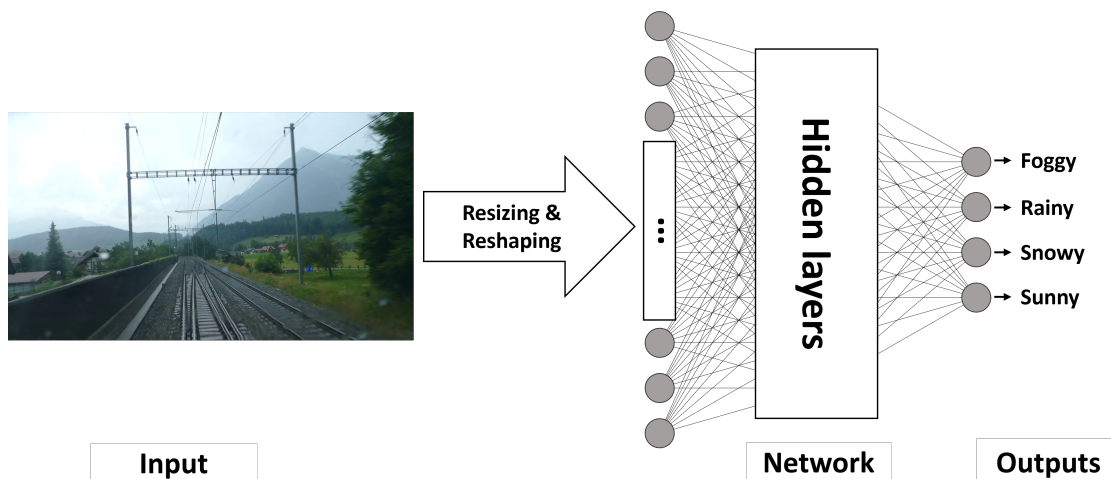 Resizing &
Reshaping
...
Hidden layers
Foggy
Rainy
Snowy
Sunny
Input
Network
Outputs